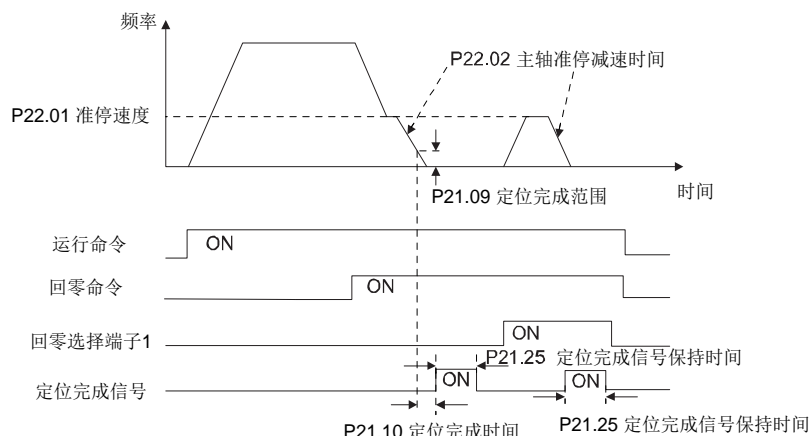 频率
P22.02 主轴准停减速时间
P22.01 准停速度
P21.09 定位完成范围
时间
运行命令
ON
回零命令
ON
回零选择端子1
ON
P21.25 定位完成信号保持时间
定位完成信号
ON
ON
P21.10 定位完成时间
P21.25 定位完成信号保持时间